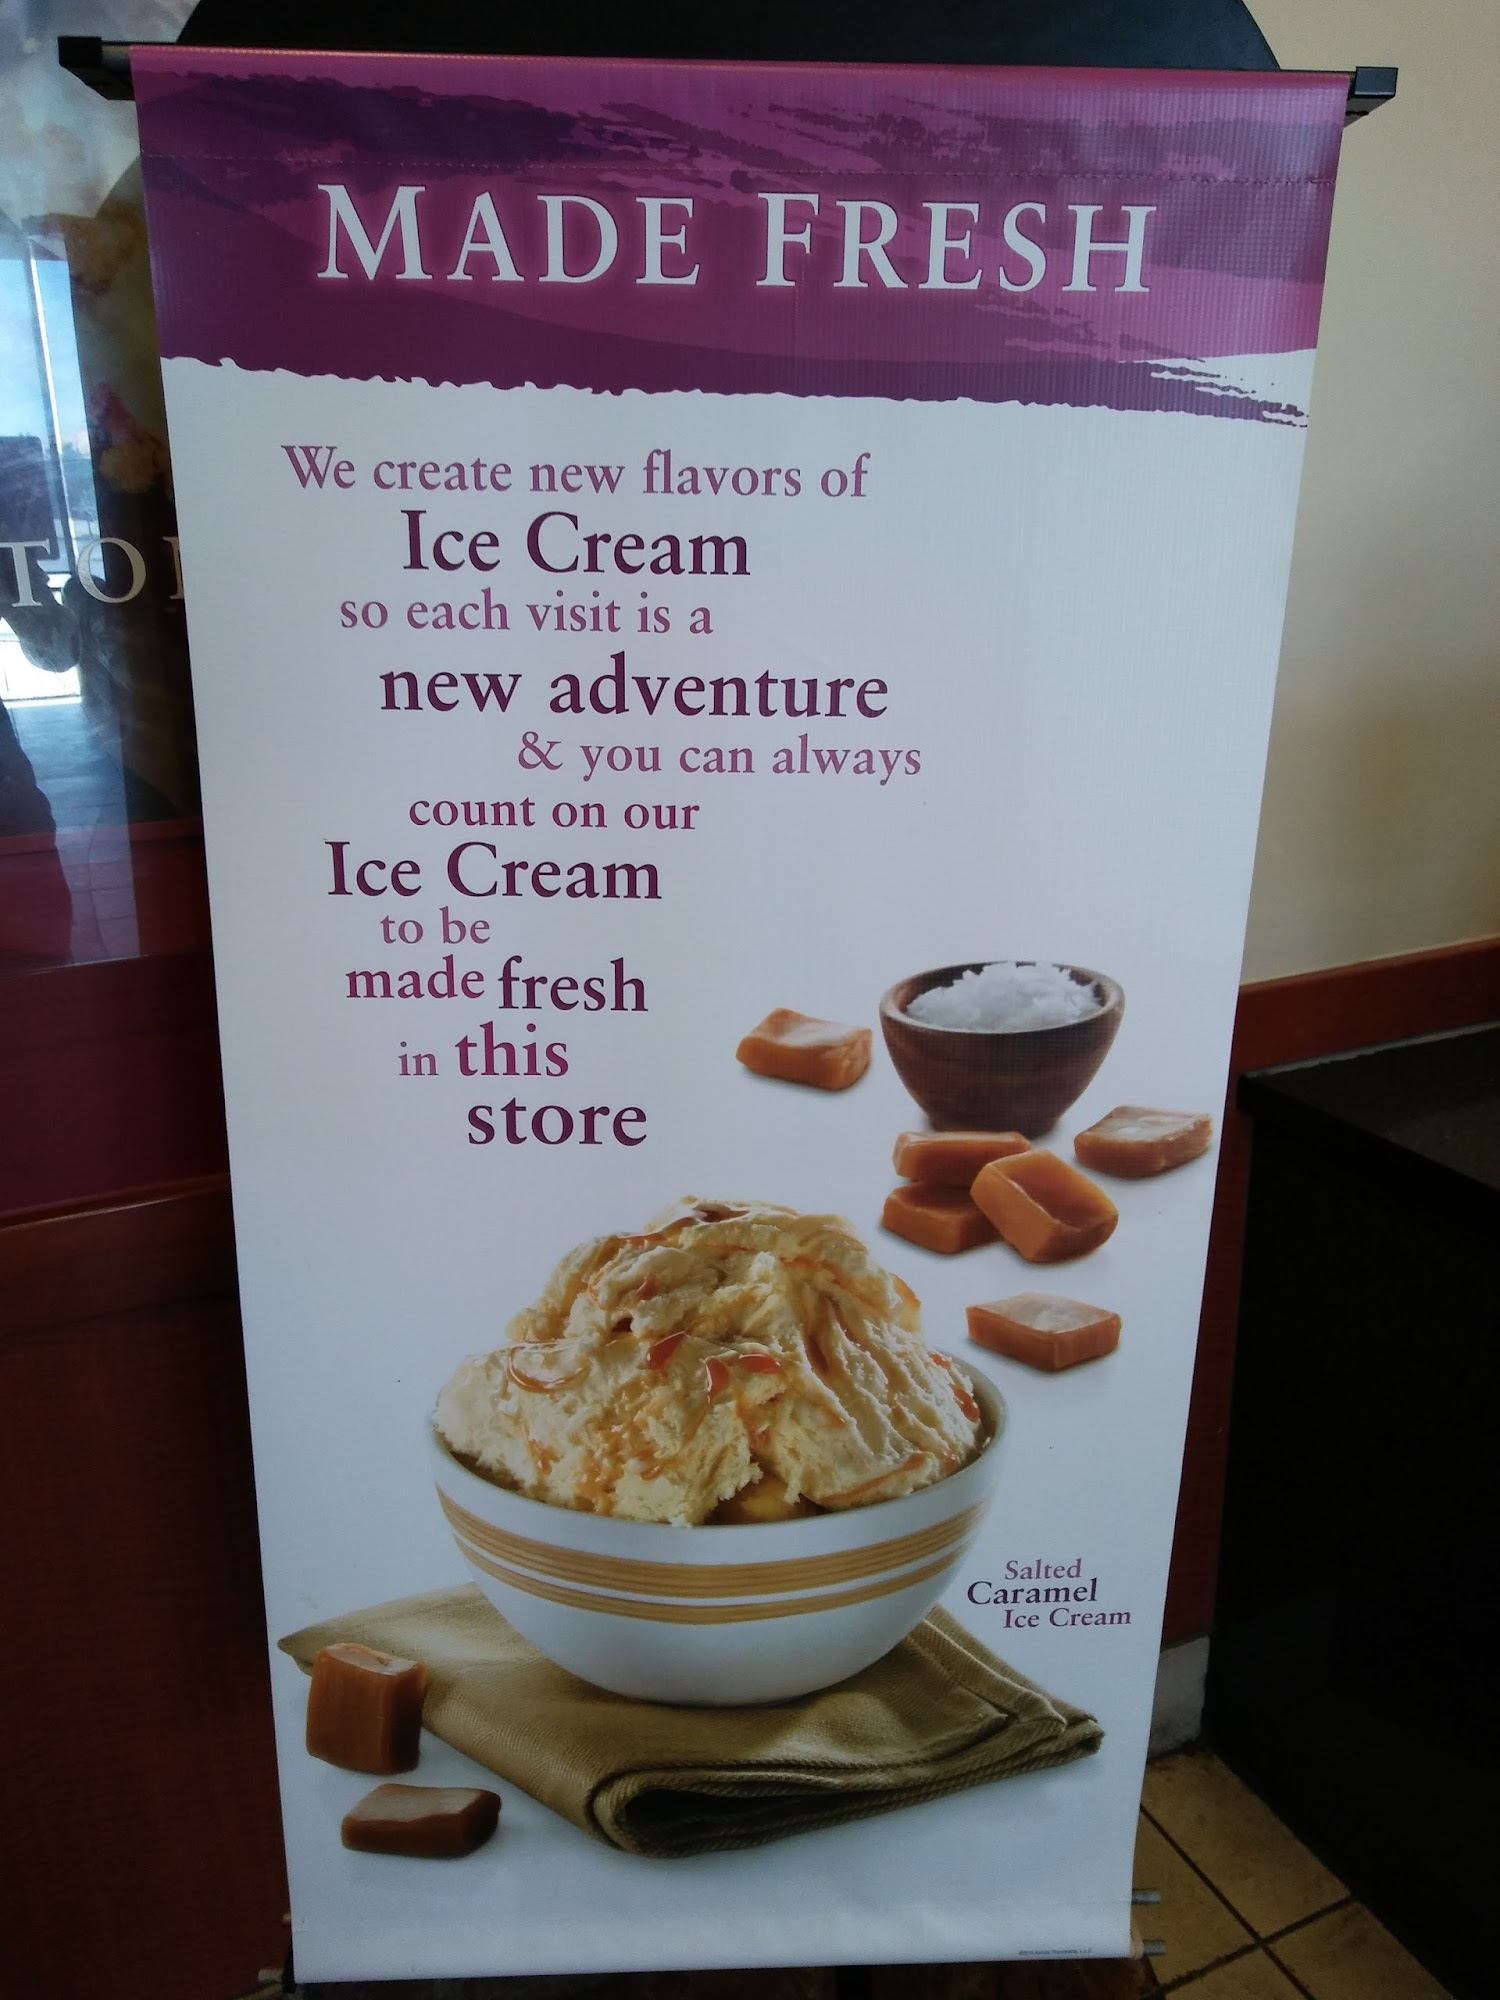 MADE FRESH
We create new flavors of
Ice Cream
so each visit is a
new adventure
& you can always
count on our
Ice Cream
to be
made fresh
in this
store
Salted
Caramel
Ice Cream